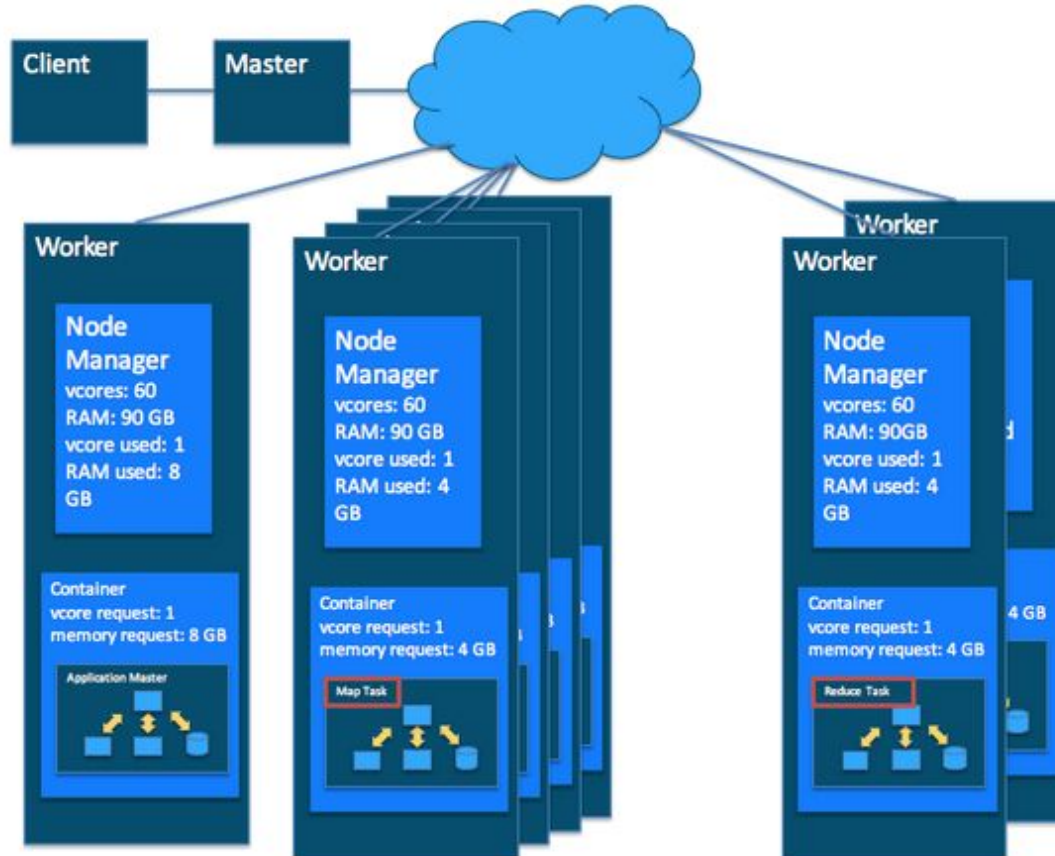 Client
Master
Worker
Node
Manager
vcores: 60
RAM: 90 GB
vcore used: 1
RAM used: 8
GB
Container
vcore request: 1
memory request: 8 GB
Application Master
Worker
Node
Manager
vcores: 60
RAM: 90 GB
vcore used: 1
RAM used: 4
GB
Container
vcore request: 1
memory request: 4 GB
Map Task
Worker
Worker
Node
Manager
vcores: 60
RAM: 90GB
vcore used: 1
RAM used: 4
GB
Container
vcore request: 1
memory request: 4 GB
Reduce Task
4 GB